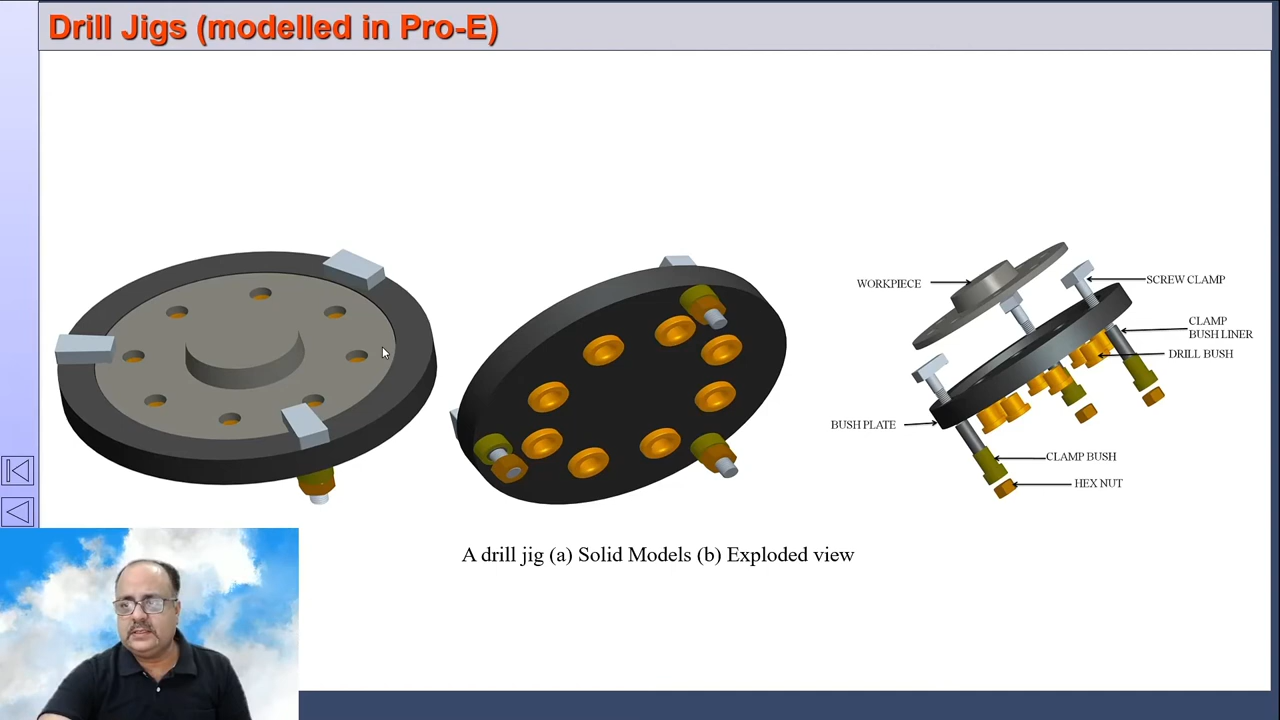 Drill Jigs (modelled in Pro-E)
WORKPIECE
SCREW CLAMP
CLAMP
BUSH LINER
DRILL BUSH
BUSH PLATE
CLAMP BUSH
HEX NUT
A drill jig (a) Solid Models (b) Exploded view